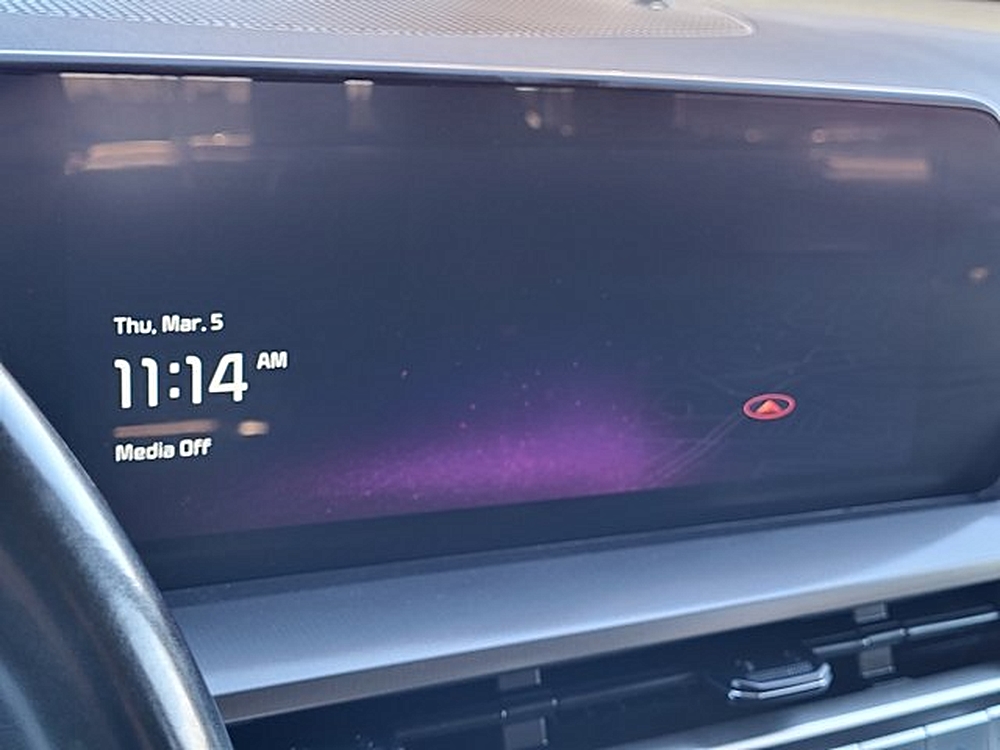 Thu, Mar. 5
11:14 AM
Media Off